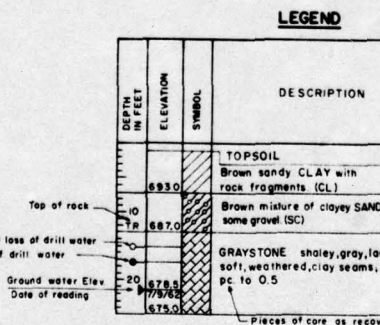 LEGEND
DEPTH IN FEET
ELEVATION
SYMBOL
DESCRIPTION
TOPSOIL
Brown sandy CLAY with
693.0 rock fragments (CL)
Top of rock 10 Brown mixture of clayey SAND
TR 687.0 some gravel (SC)
loss of drill water
drill water
GRAYSTONE shaley, gray,
soft, weathered, clay seams,
Ground water Elev 20 678.5 pc. to 0.5
Date of reading 7/9/62
675.0
Pieces of core as